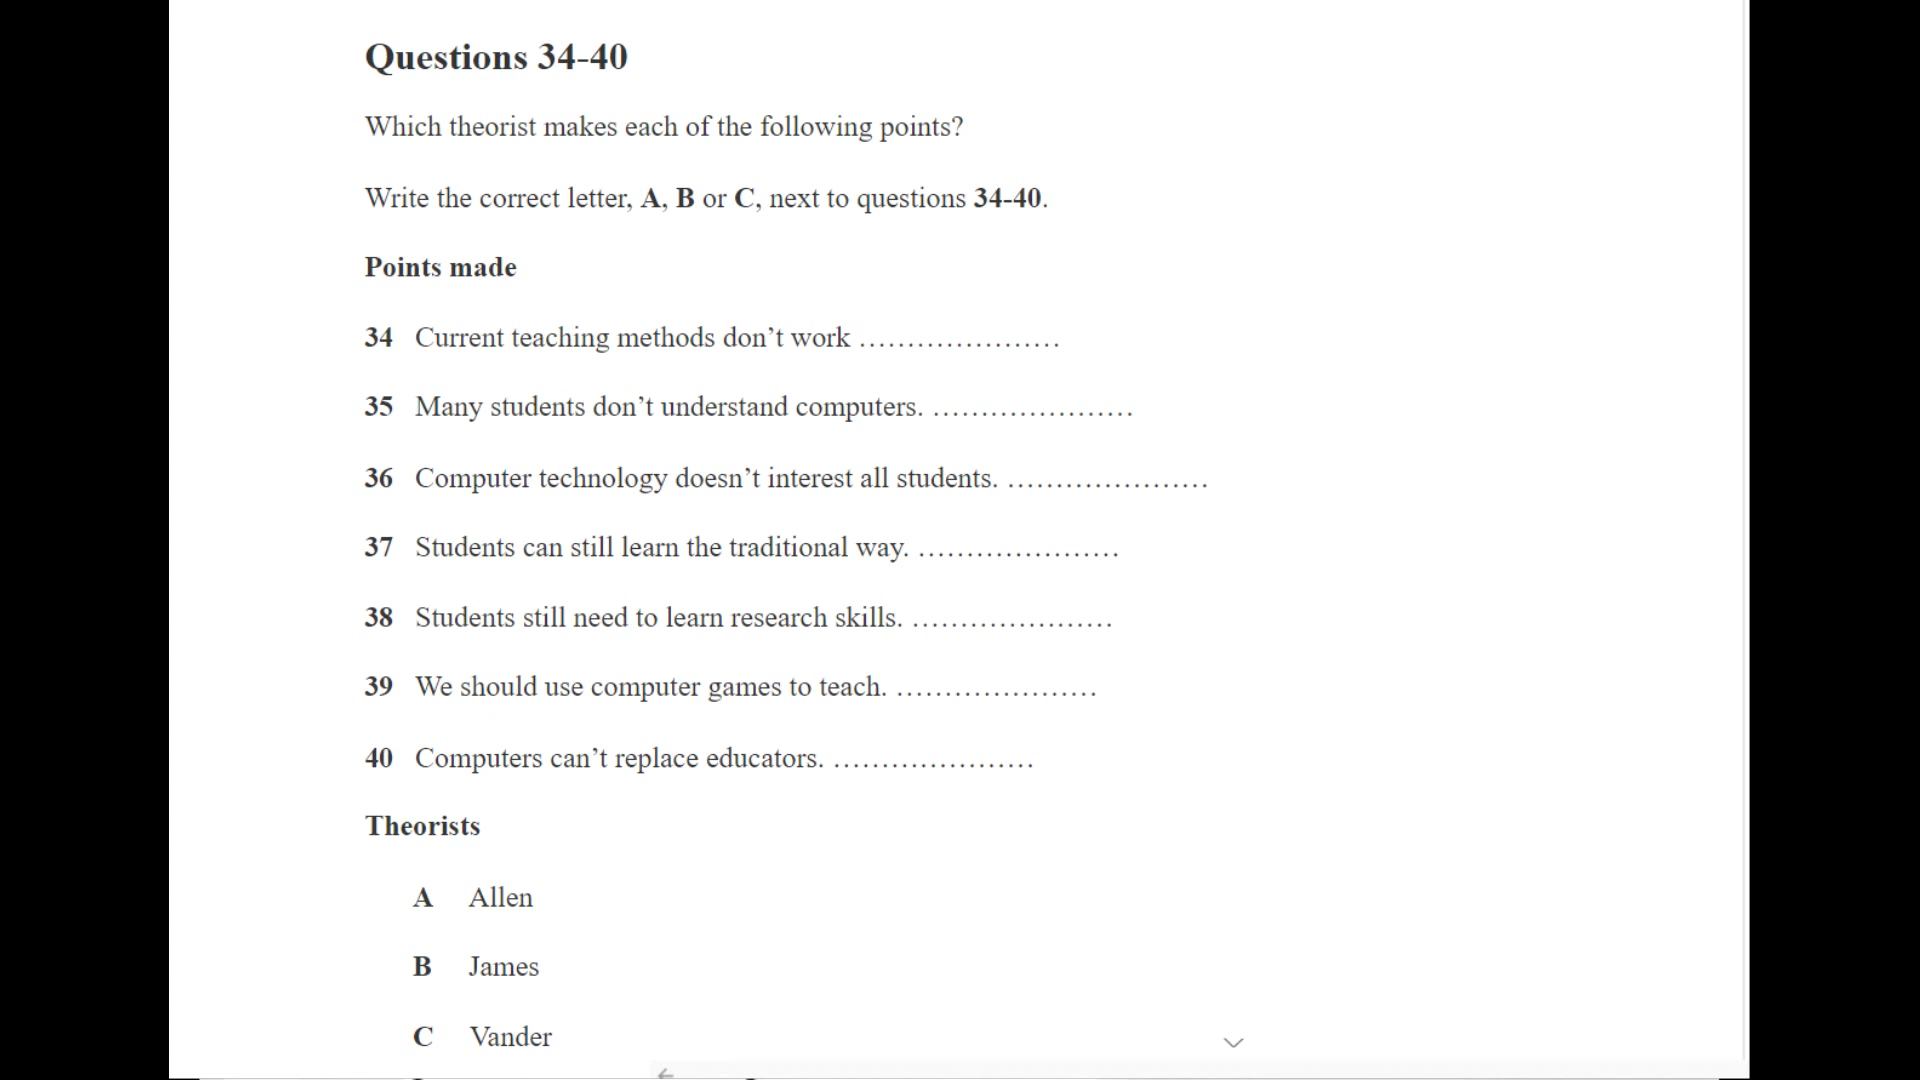 Questions 34-40
Which theorist makes each of the following points?
Write the correct letter, A, B or C, next to questions 34-40.
Points made
34 Current teaching methods don’t work .....................
35 Many students don’t understand computers. .....................
36 Computer technology doesn’t interest all students. .....................
37 Students can still learn the traditional way. .....................
38 Students still need to learn research skills. .....................
39 We should use computer games to teach. .....................
40 Computers can’t replace educators. .....................
Theorists
A Allen
B James
C Vander